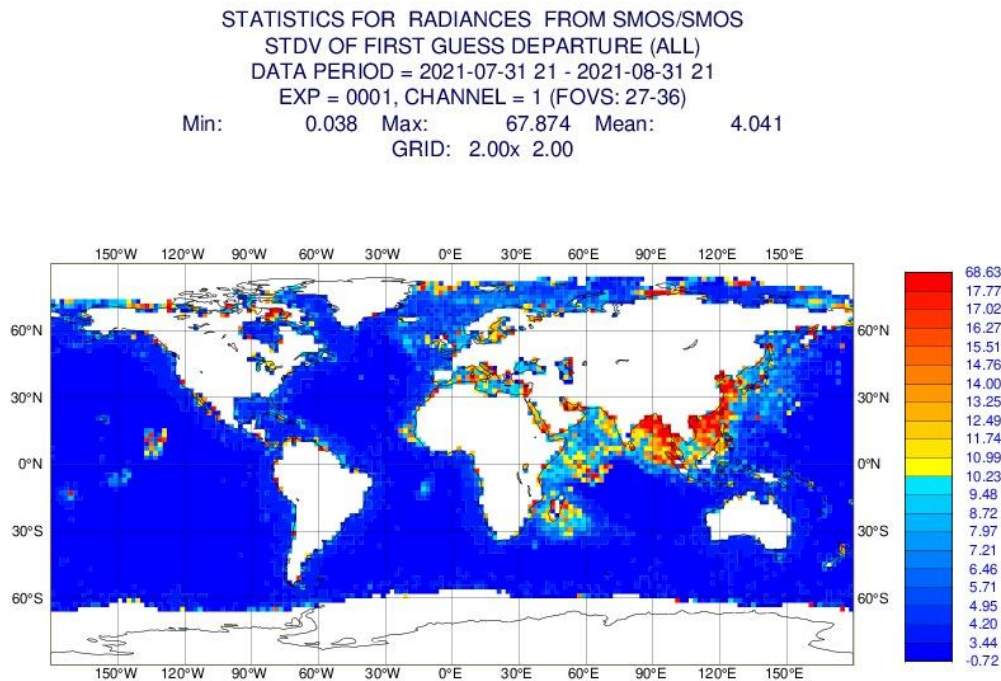 STATISTICS FOR RADIANCES FROM SMOS/SMOS
STDV OF FIRST GUESS DEPARTURE (ALL)
DATA PERIOD = 2021-07-31 21 - 2021-08-31 21
EXP = 0001, CHANNEL = 1 (FOVS: 27-36)
Min: 0.038 Max: 67.874 Mean: 4.041
GRID: 2.00x 2.00
150°W 120°W 90°W 60°W 30°W 0°E 30°E 60°E 90°E 120°E 150°E
60°N 60°N
30°N 30°N
0°N 0°N
30°S 30°S
60°S 60°S
150°W 120°W 90°W 60°W 30°W 0°E 30°E 60°E 90°E 120°E 150°E
68.63
17.77
17.02
16.27
15.51
14.76
14.00
13.25
12.49
11.74
10.99
10.23
9.48
8.72
7.97
7.21
6.46
5.71
4.95
4.20
3.44
-0.72